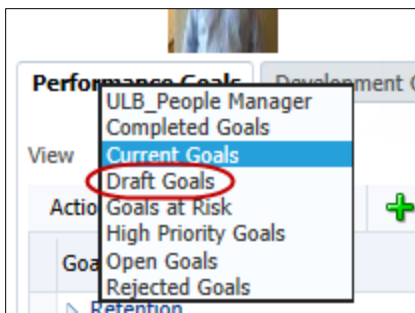 Performance Goals
Development
ULB_People Manager
Completed Goals
View
Current Goals
Draft Goals
Actio
Goals at Risk
High Priority Goals
Goa
Open Goals
Rejected Goals
Retention